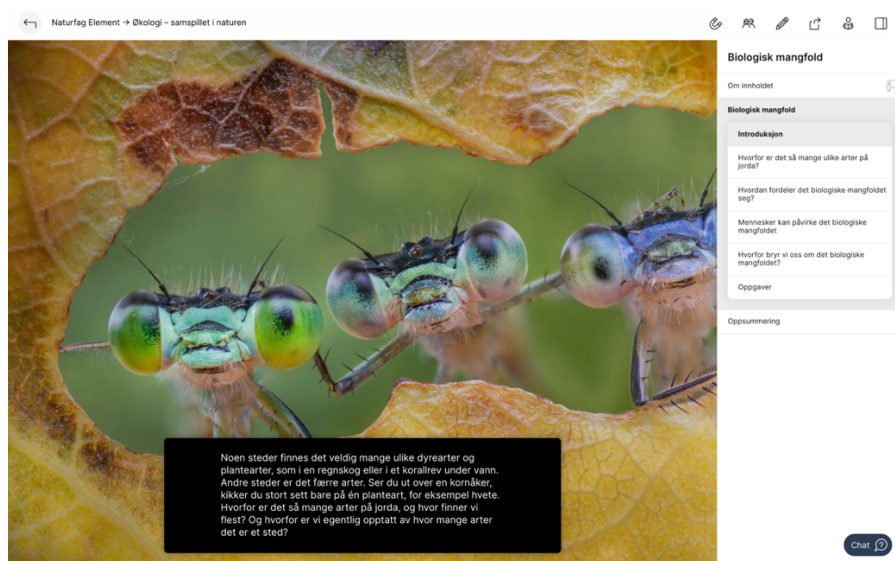 Naturfag Element → Økologi – samspillet i naturen
Biologisk mangfold
Om innholdet
Biologisk mangfold
Introduksjon
Hvorfor er det så mange ulike arter på
jorda?
Hvordan fordeler det biologiske mangfoldet
seg?
Mennesker kan påvirke det biologiske
mangfoldet
Hvorfor bryr vi oss om det biologiske
mangfoldet?
Oppgaver
Oppsummering
Noen steder finnes det veldig mange ulike dyrearter og
plantearter, som i en regnskog eller i et korallrev under vann.
Andre steder er det færre arter. Ser du ut over en kornåker,
kikker du stort sett bare på én planteart, for eksempel hvete.
Hvorfor er det så mange arter på jorda, og hvor finner vi
flest? Og hvorfor er vi egentlig opptatt av hvor mange arter
det er et sted?
Chat ?